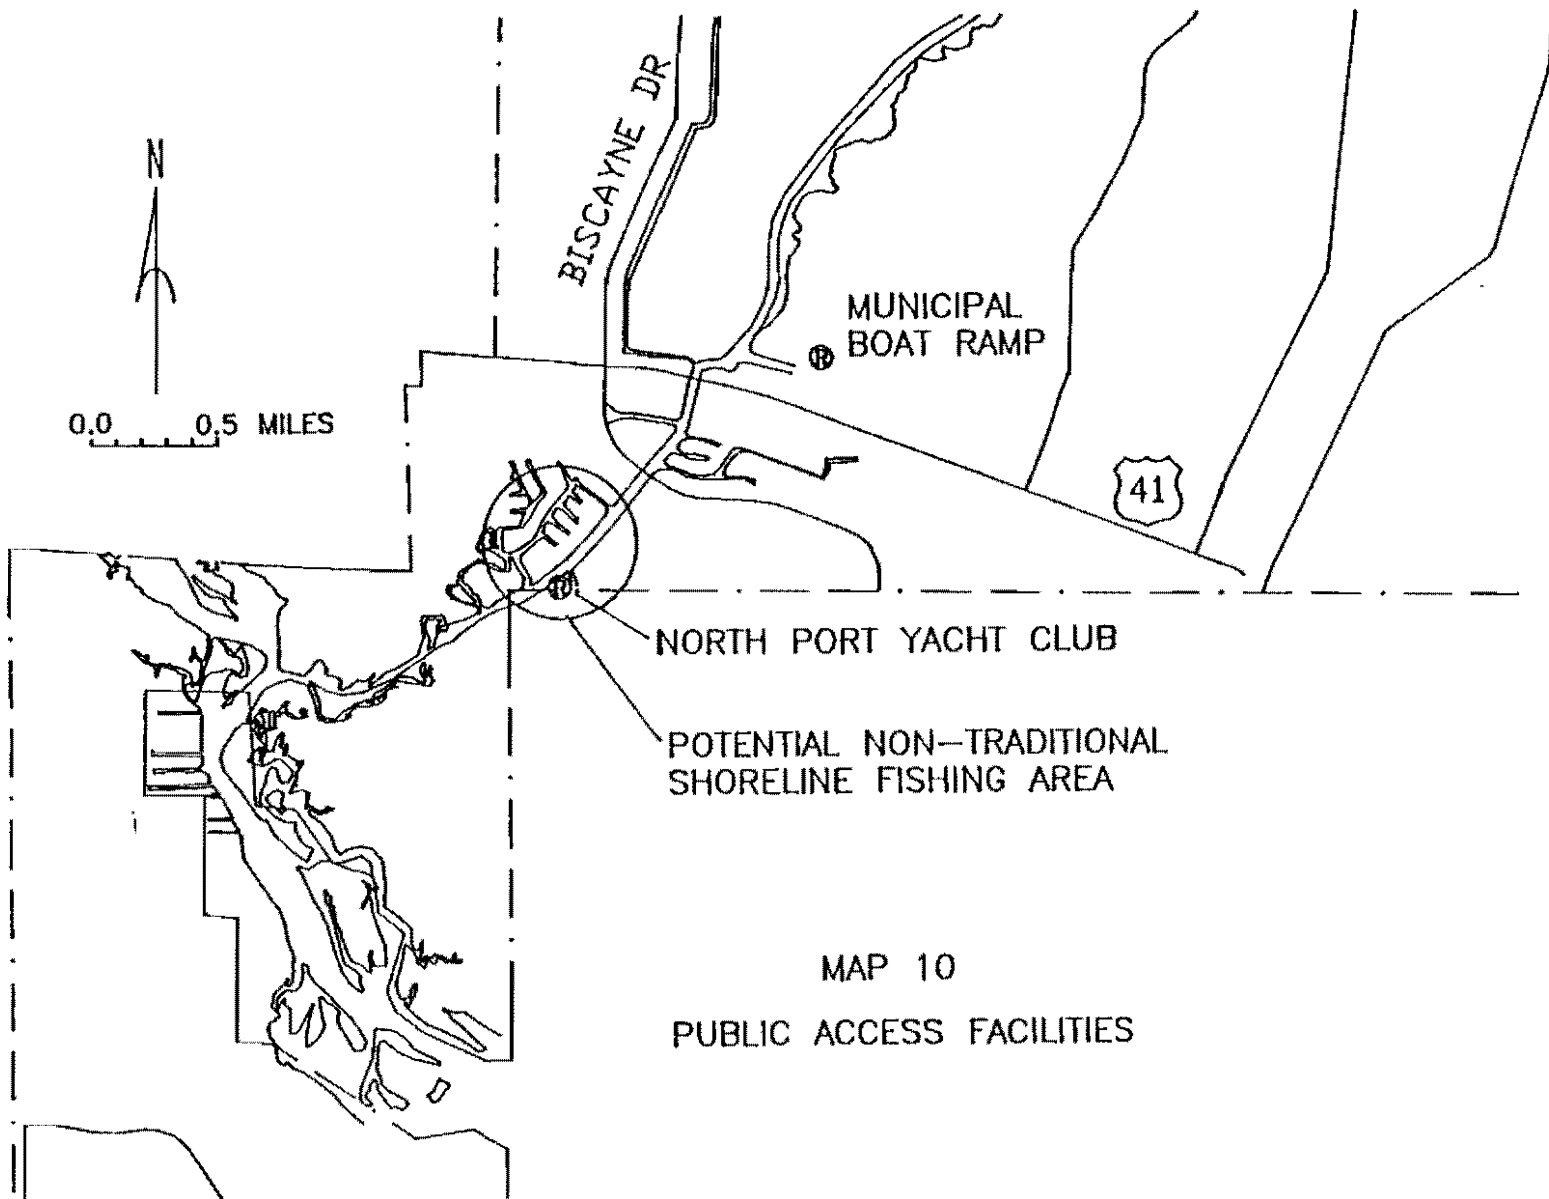 N
BISCAYNE DR
MUNICIPAL
BOAT RAMP
0.0 0.5 MILES
41
NORTH PORT YACHT CLUB
POTENTIAL NON-TRADITIONAL
SHORELINE FISHING AREA
MAP 10
PUBLIC ACCESS FACILITIES